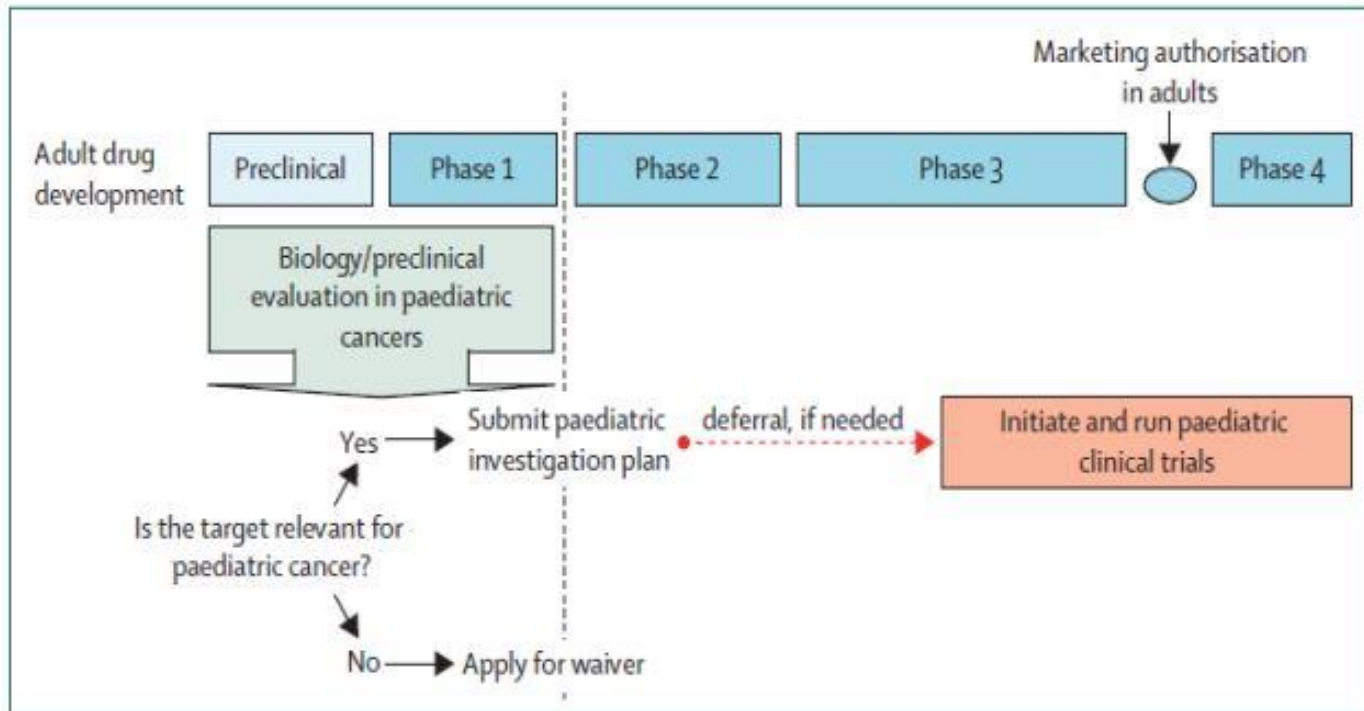 Marketing authorisation
in adults
Adult drug
development
Preclinical
Phase 1
Phase 2
Phase 3
Phase 4
Biology/preclinical
evaluation in paediatric
cancers
Yes
Submit paediatric
investigation plan
deferral, if needed
Initiate and run paediatric
clinical trials
Is the target relevant for
paediatric cancer?
No
Apply for waiver